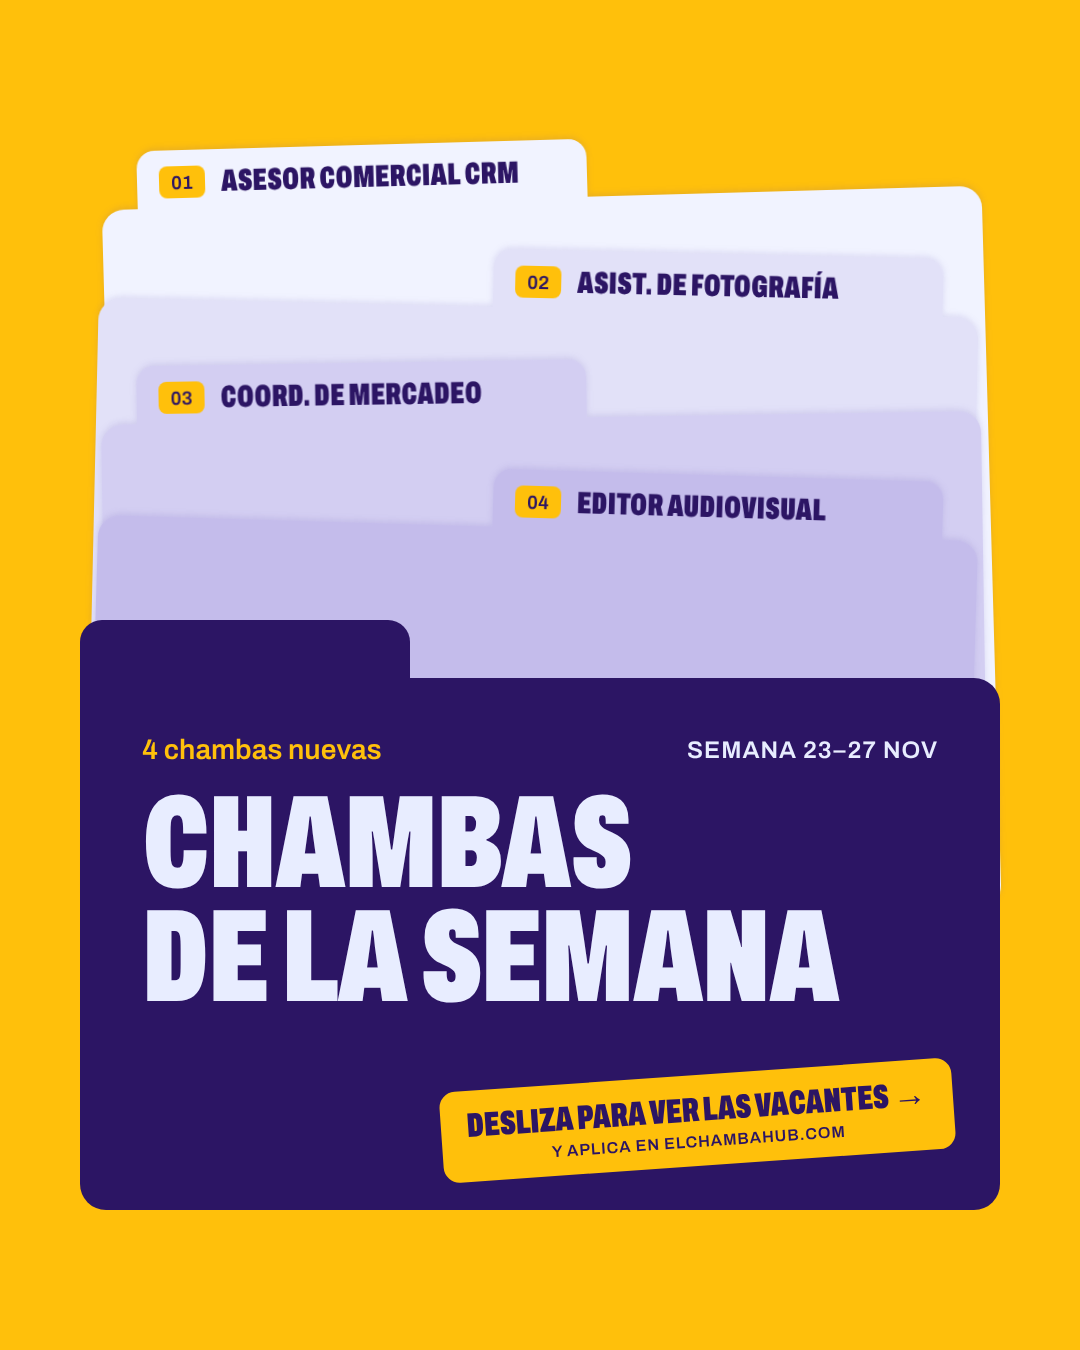 01 ASESOR COMERCIAL CRM
02 ASIST. DE FOTOGRAFÍA
03 COORD. DE MERCADEO
04 EDITOR AUDIOVISUAL
4 chambas nuevas
SEMANA 23–27 NOV
CHAMBAS
DE LA SEMANA
DESLIZA PARA VER LAS VACANTES →
Y APLICA EN ELCHAMBAHUB.COM